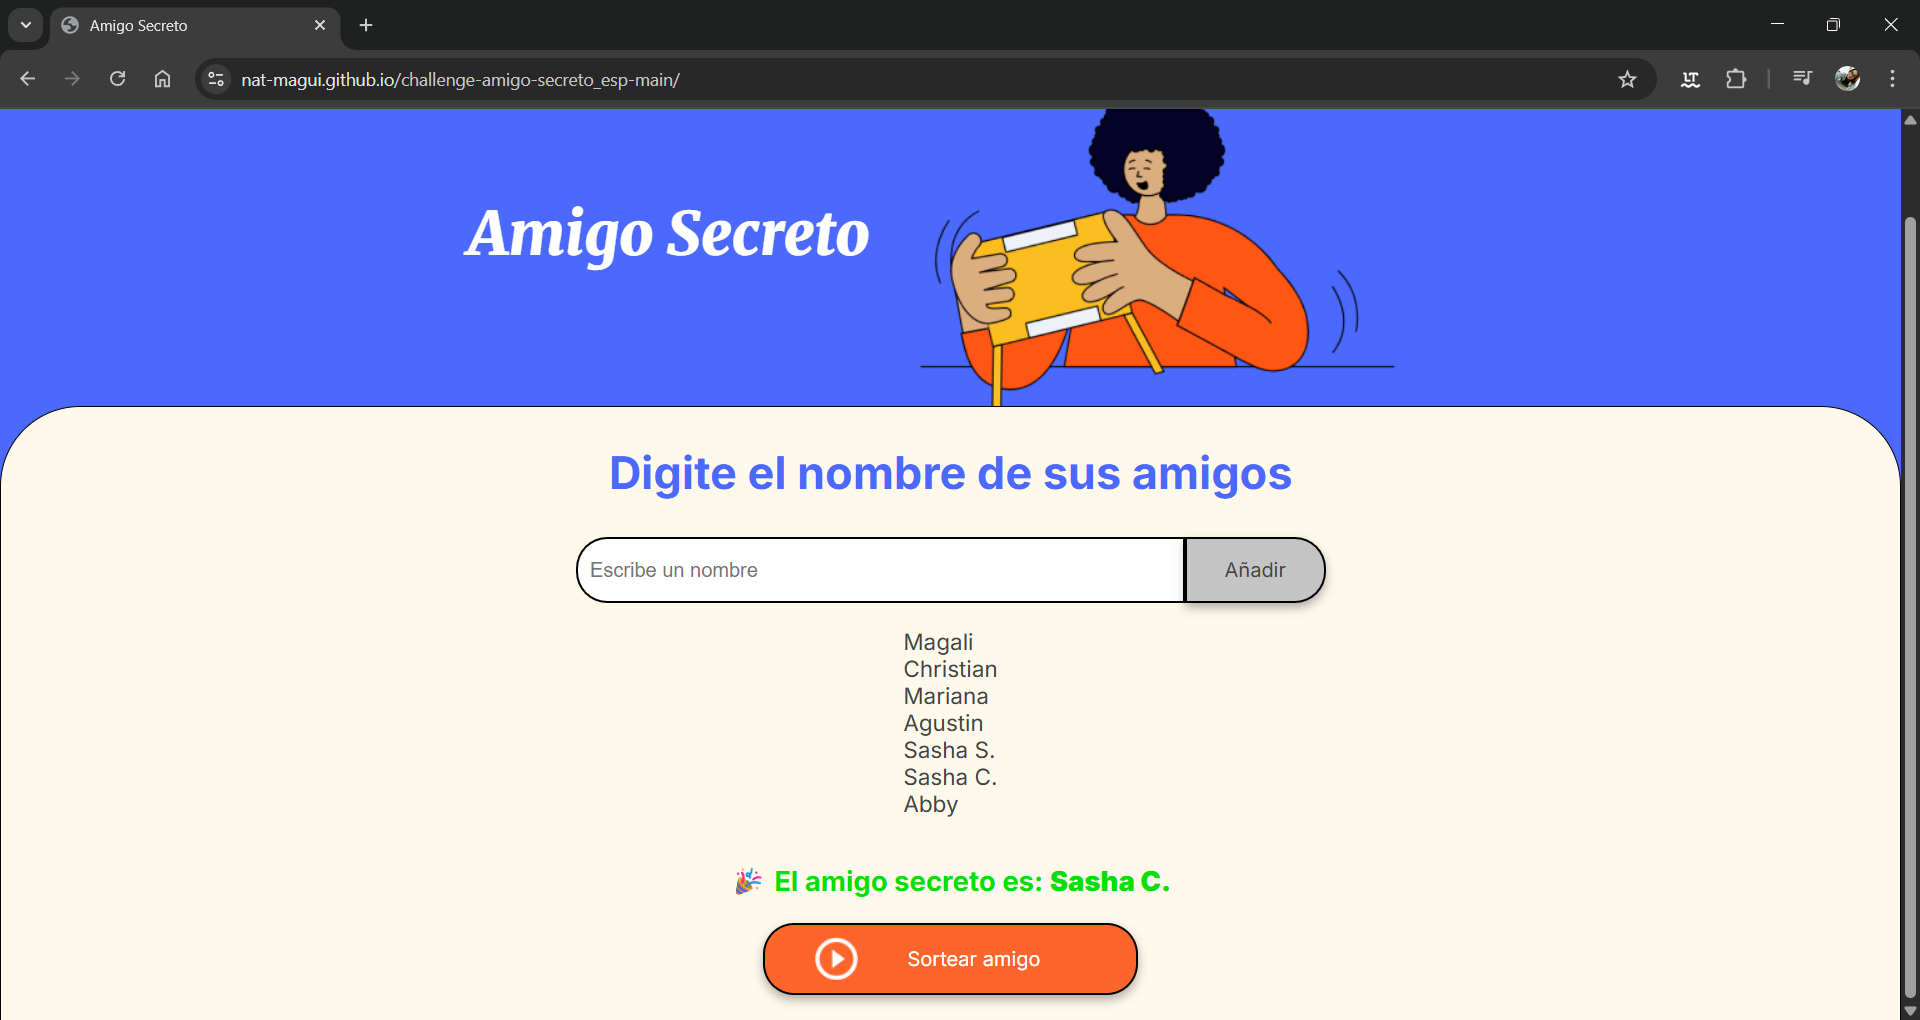 Amigo Secreto
nat-magui.github.io/challenge-amigo-secreto_esp-main/
Amigo Secreto
Digite el nombre de sus amigos
Escribe un nombre
Añadir
Magali
Christian
Mariana
Agustin
Sasha S.
Sasha C.
Abby
🎉 El amigo secreto es: Sasha C.
Sortear amigo